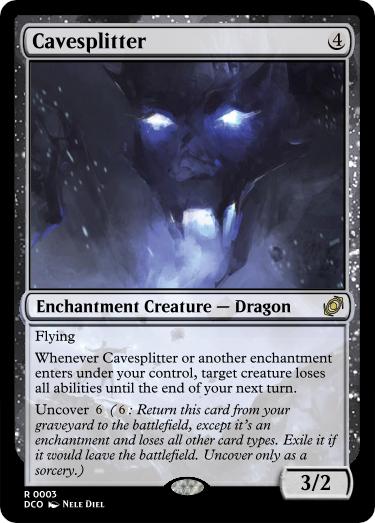 Cavesplitter 4
Enchantment Creature — Dragon
Flying
Whenever Cavesplitter or another enchantment
enters under your control, target creature loses
all abilities until the end of your next turn.
Uncover 6 (6: Return this card from your
graveyard to the battlefield, except it's an
enchantment and loses all other card types. Exile it if
it would leave the battlefield. Uncover only as a
sorcery.)
3/2
R 0003
DCO Nele Diel